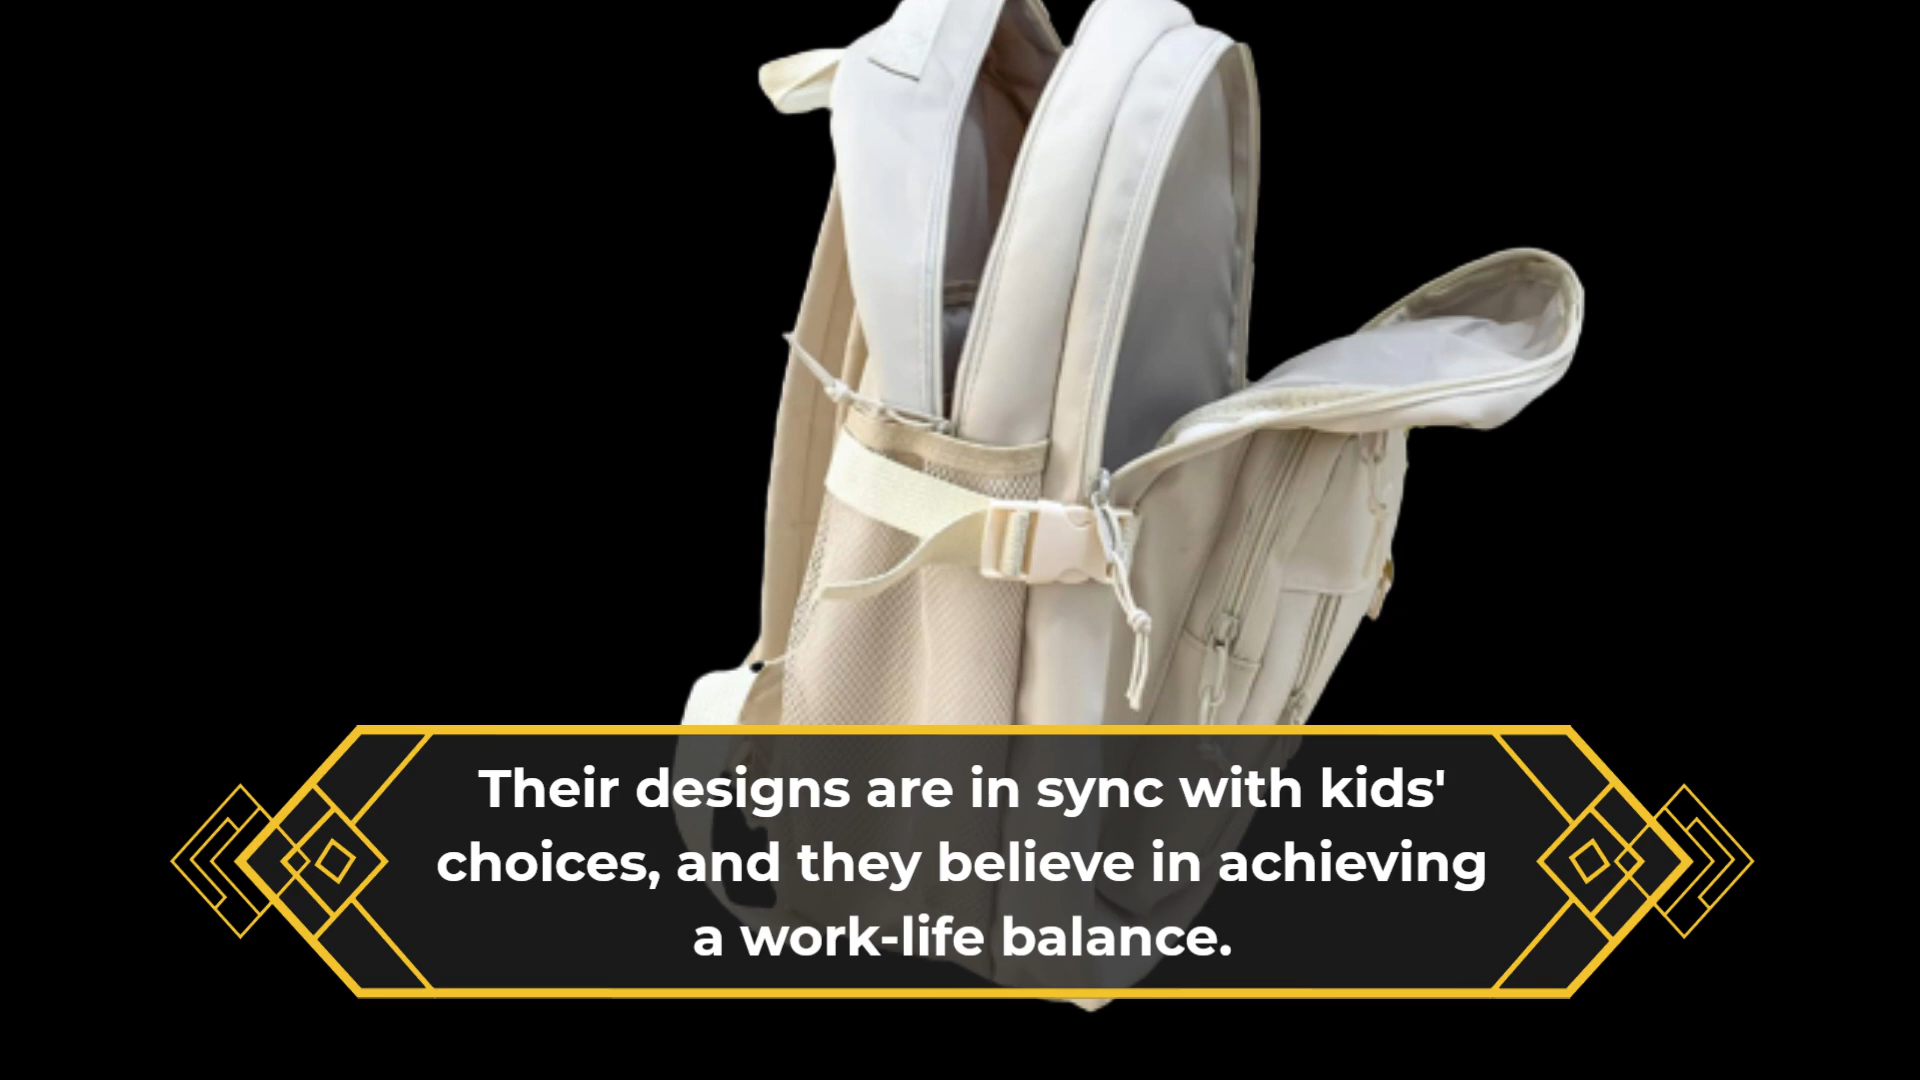 Their designs are in sync with kids'
choices, and they believe in achieving
a work-life balance.